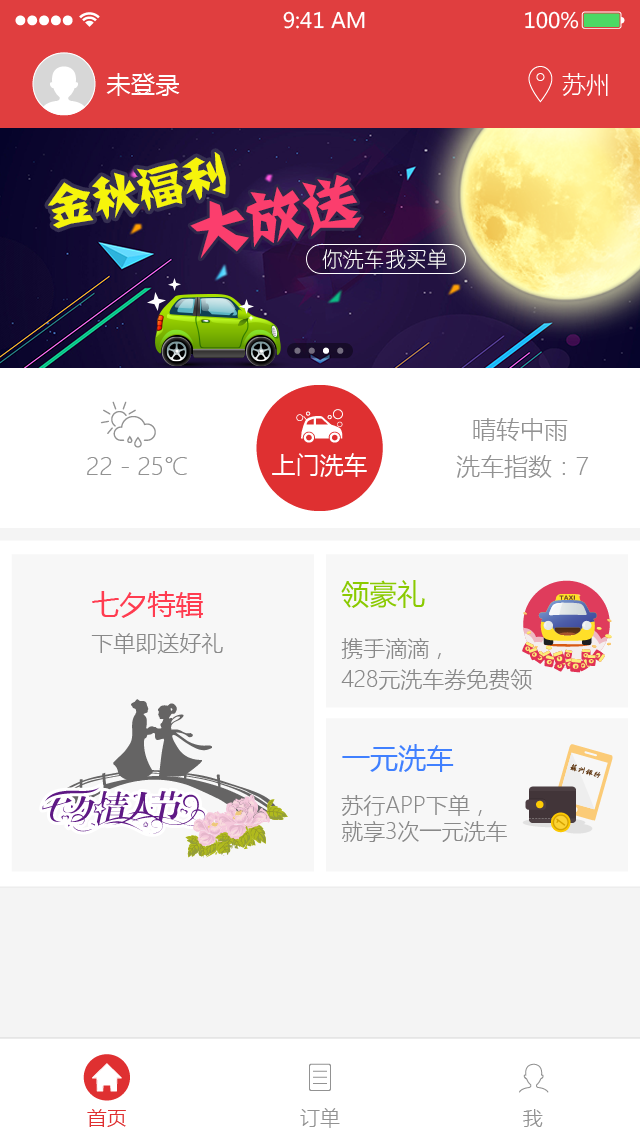 9:41 AM
100%
未登录
苏州
金秋福利
大放送
你洗车我买单
22 - 25℃
上门洗车
晴转中雨
洗车指数：7
七夕特辑
下单即送好礼
七夕情人节
领豪礼
携手滴滴，
428元洗车券免费领
TAXI
一元洗车
苏行APP下单，
就享3次一元洗车
蘇州銀行
首页
订单
我